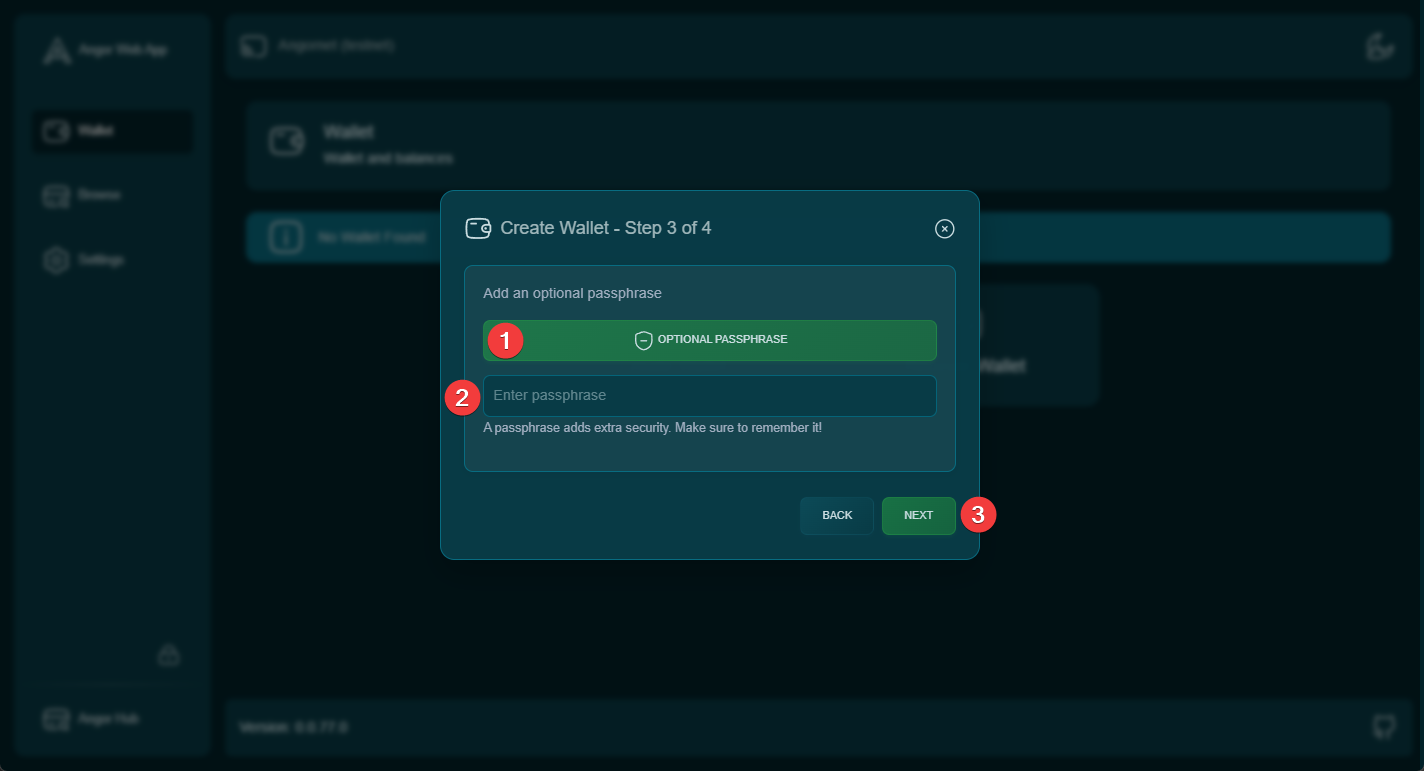 Angor Web App
Angornet (testnet)
Wallet
Browse
Settings
Angor Hub
Wallet
Wallet and balances
No Wallet Found
Wallet
Create Wallet - Step 3 of 4
Add an optional passphrase
1 OPTIONAL PASSPHRASE
2 Enter passphrase
A passphrase adds extra security. Make sure to remember it!
BACK NEXT 3
Version: 0.0.77.0